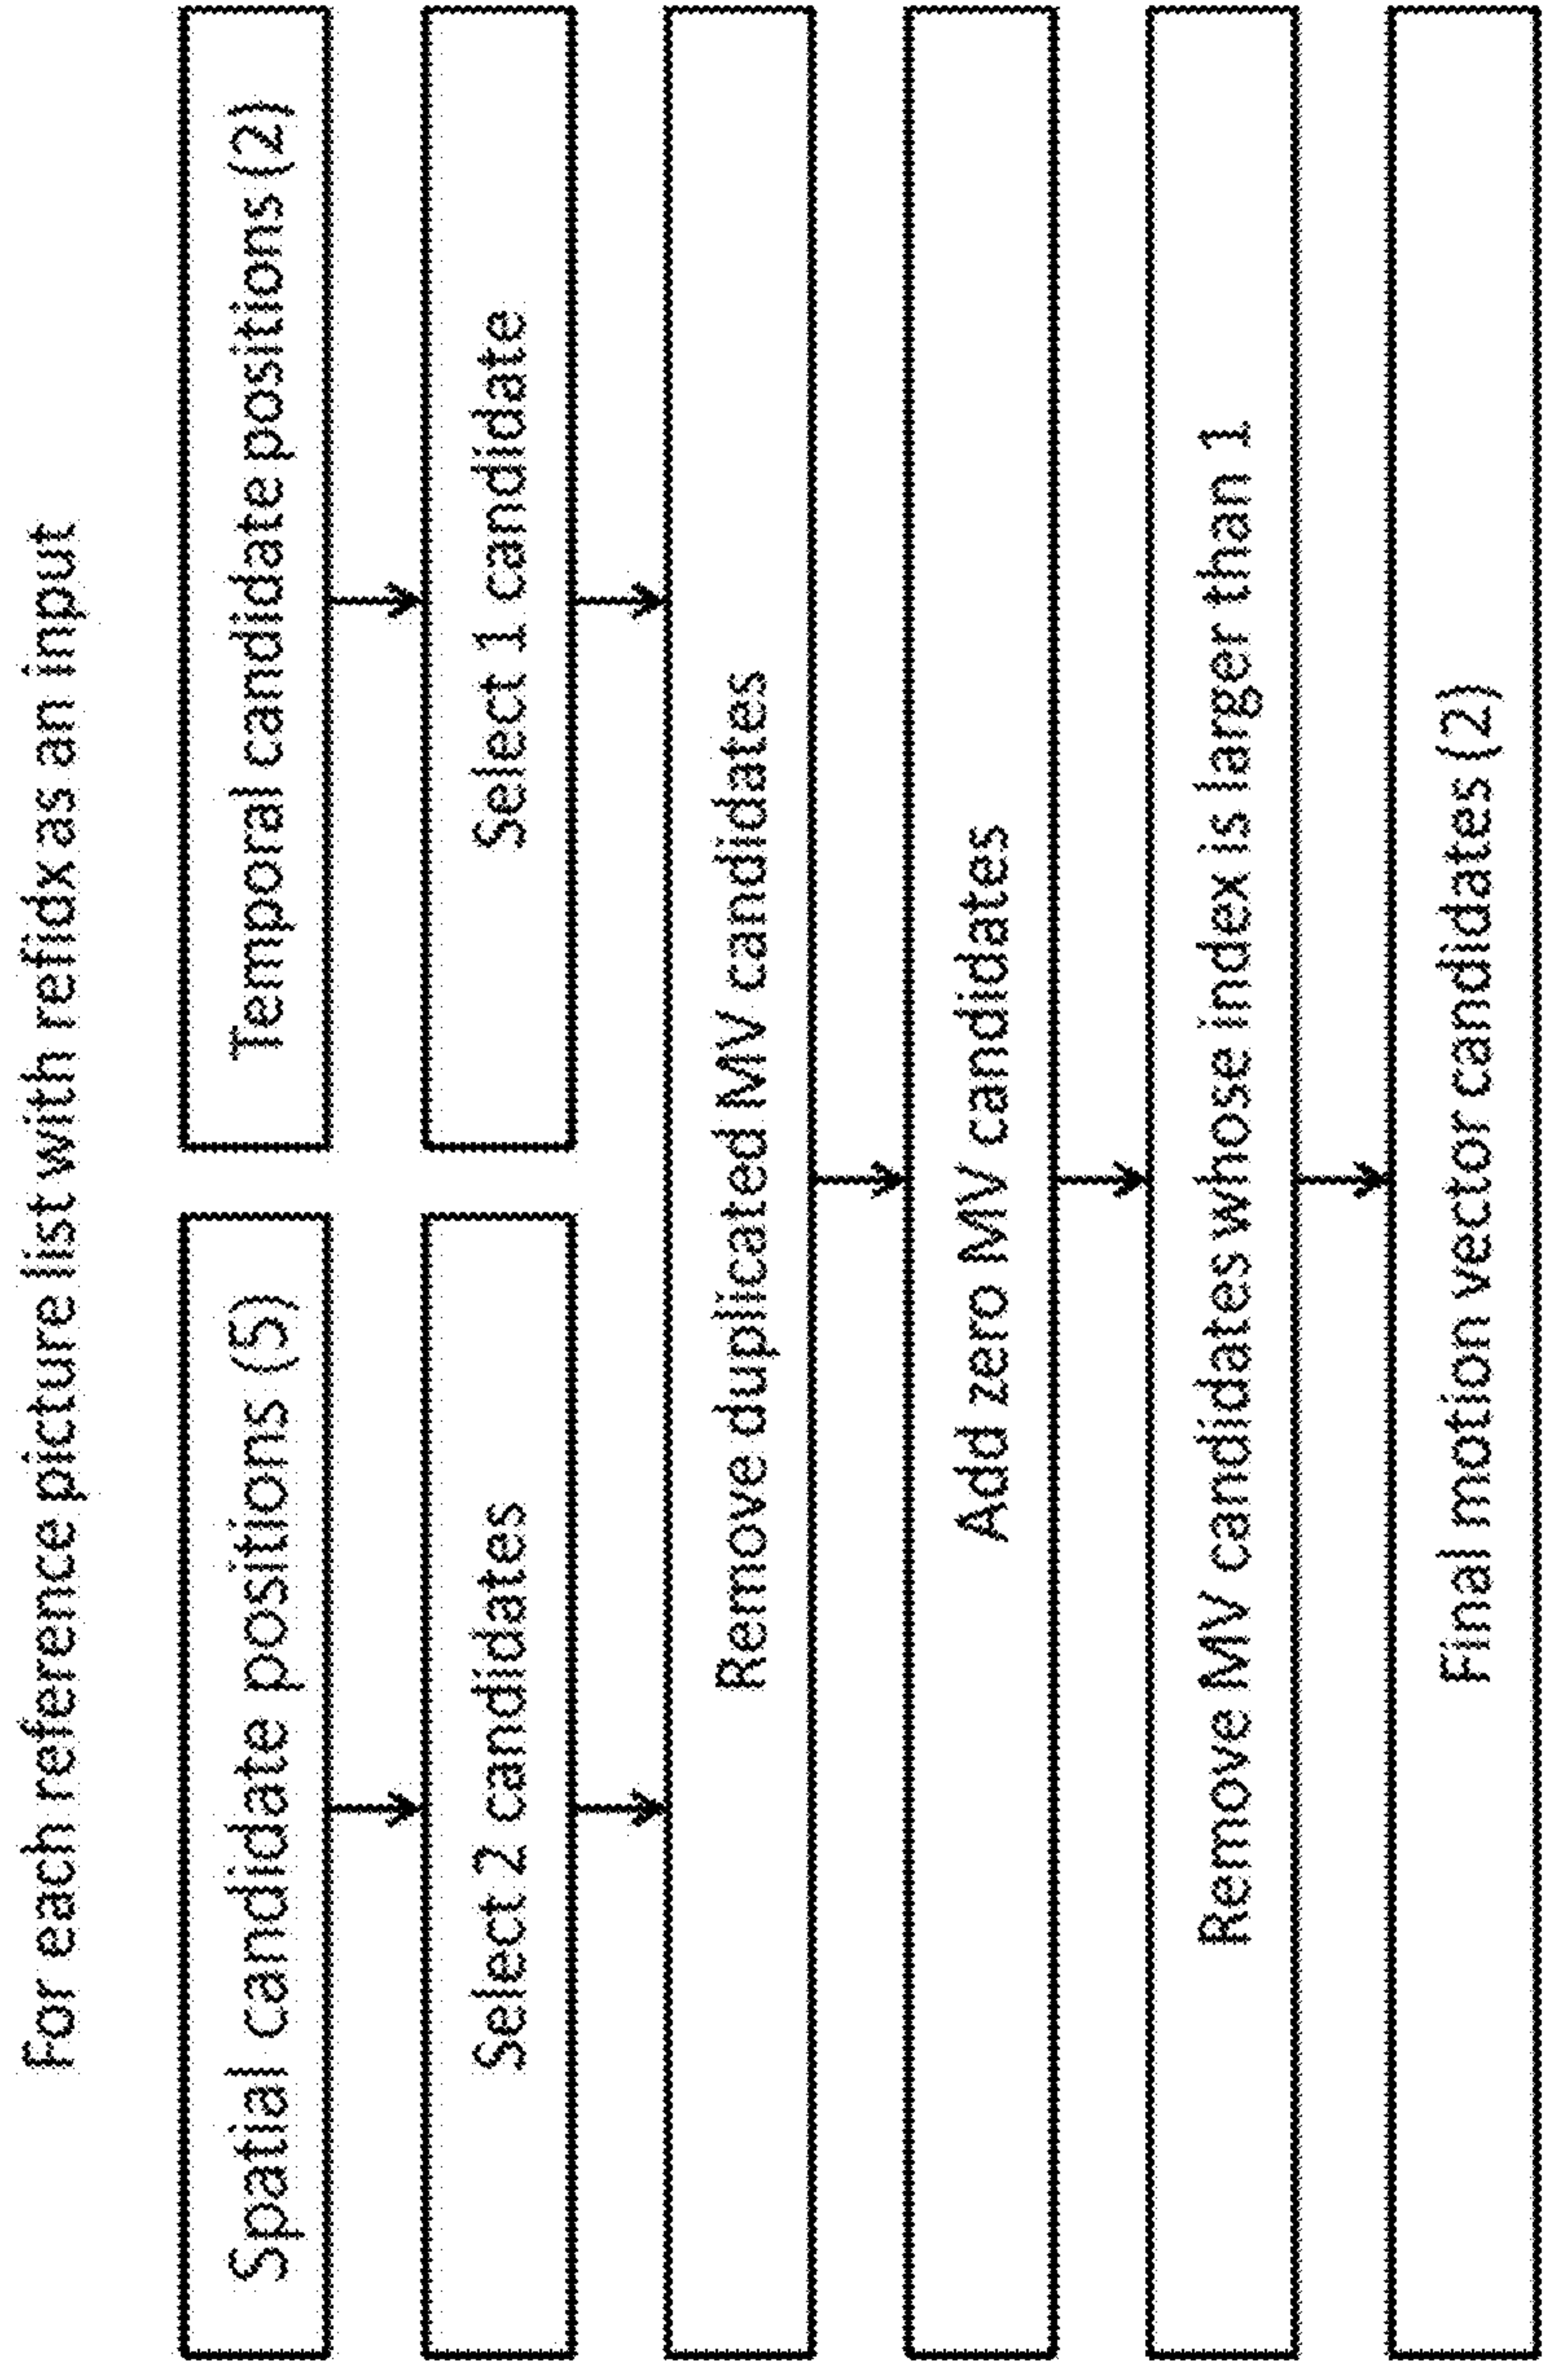 For each reference picture list with refidx as an input
Spatial candidate positions (5)
Temporal candidate positions (2)
Select 2 candidates
Select 1 candidate
Remove duplicated MV candidates
Add zero MV candidates
Remove MV candidates whose index is larger than 1
Final motion vector candidates (2)